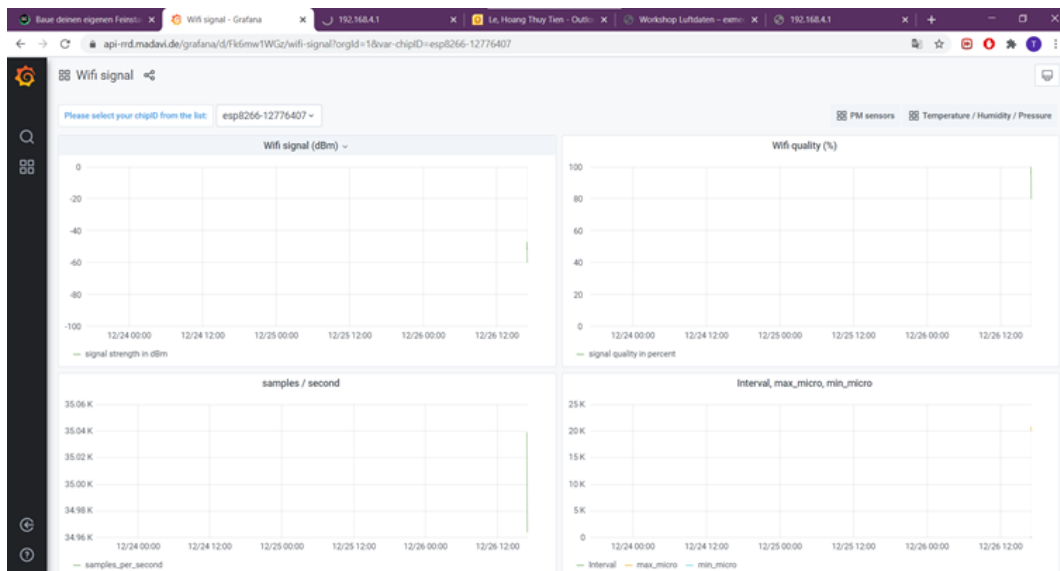 Baue deinen eigenen Feinsta
Wifi signal - Grafana
192.168.4.1
Le, Hoang Thuy Tien - Outlo
Workshop Luftdaten – exme
192.168.4.1
api-rrd.madavi.de/grafana/d/Fk6mw1WGz/wifi-signal?orgId=1&var-chipID=esp8266-12776407
T
Wifi signal
Please select your chipID from the list:
esp8266-12776407
PM sensors
Temperature / Humidity / Pressure
Wifi signal (dBm)
0
-20
-40
-60
-80
-100
12/24 00:00 12/24 12:00 12/25 00:00 12/25 12:00 12/26 00:00 12/26 12:00
signal strength in dBm
Wifi quality (%)
100
80
60
40
20
0
12/24 00:00 12/24 12:00 12/25 00:00 12/25 12:00 12/26 00:00 12/26 12:00
signal quality in percent
samples / second
35.06 K
35.04 K
35.02 K
35.00 K
34.98 K
34.96 K
12/24 00:00 12/24 12:00 12/25 00:00 12/25 12:00 12/26 00:00 12/26 12:00
samples_per_second
Interval, max_micro, min_micro
25 K
20 K
15 K
10 K
5 K
0
12/24 00:00 12/24 12:00 12/25 00:00 12/25 12:00 12/26 00:00 12/26 12:00
Interval max_micro min_micro